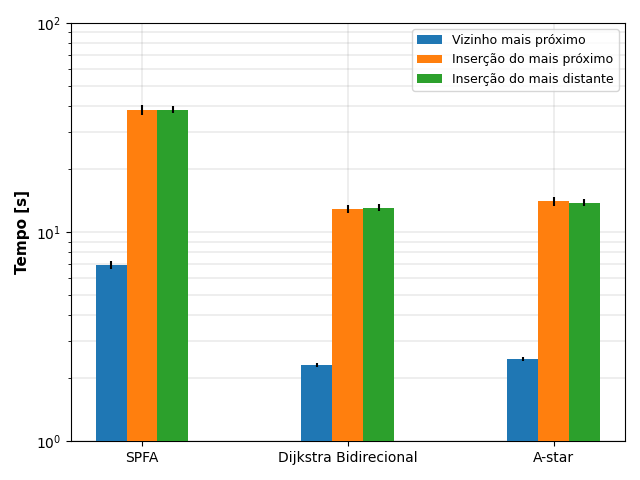 Vizinho mais próximo
Inserção do mais próximo
Inserção do mais distante
Tempo [s]
10²
10¹
10⁰
SPFA
Dijkstra Bidirecional
A-star